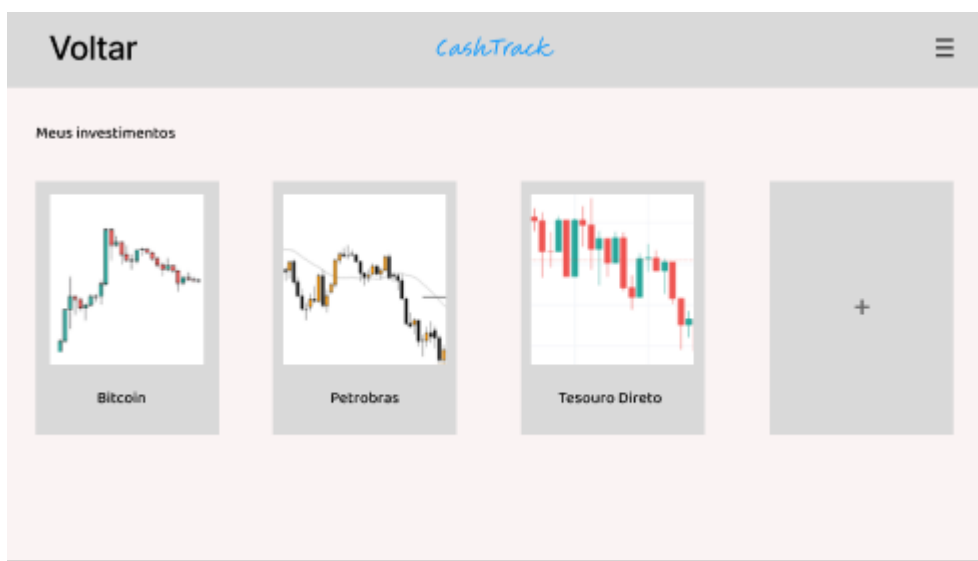 Voltar
CashTrack
Meus investimentos
+
Bitcoin
Petrobras
Tesouro Direto